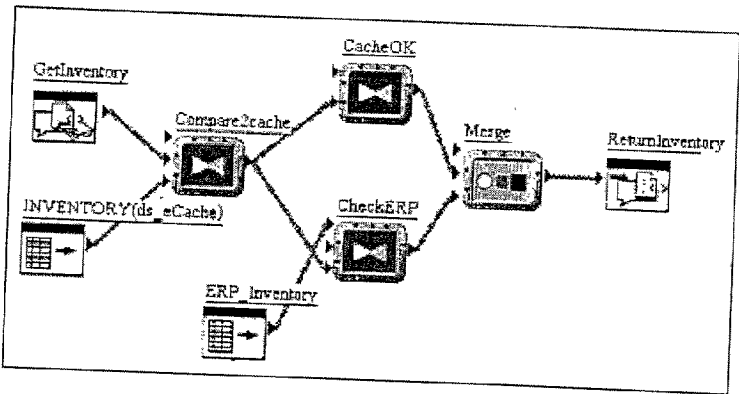 CacheOK
GetInventory
Compare2cache
Merge
ReturnInventory
INVENTORY(ds_eCache)
CheckERP
ERP_Inventory